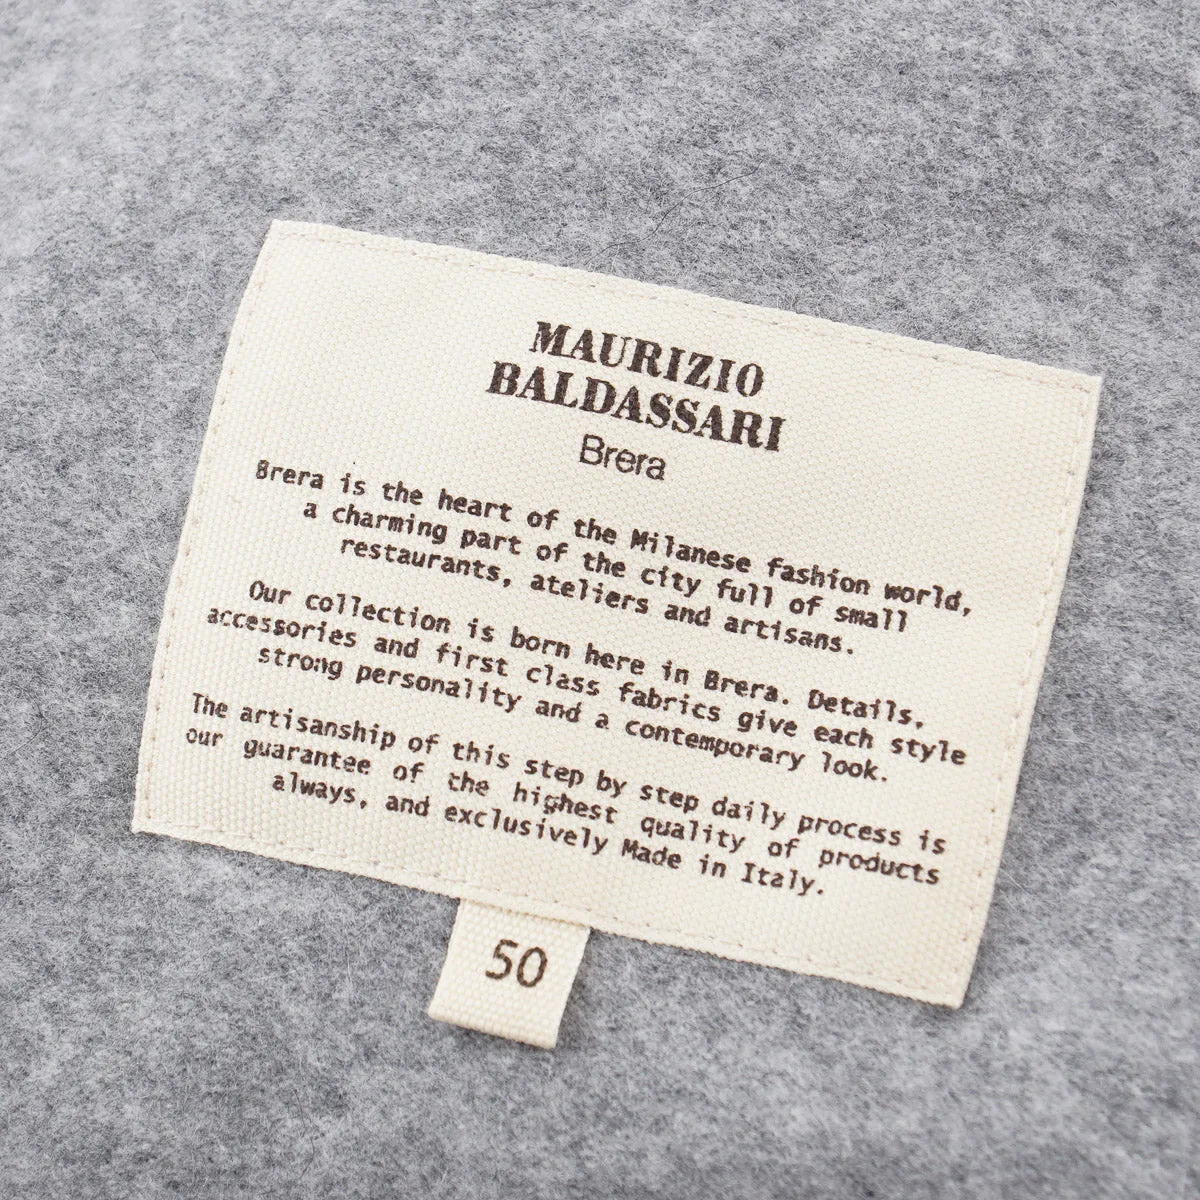 MAURIZIO
BALDASSARI
Brera
Brera is the heart of the Milanese fashion world,
a charming part of the city full of small
restaurants, ateliers and artisans.
Our collection is born here in Brera. Details,
accessories and first class fabrics give each style
strong personality and a contemporary look.
The artisanship of this step by step daily process is
our guarantee of the highest quality of products
always, and exclusively Made in Italy.
50